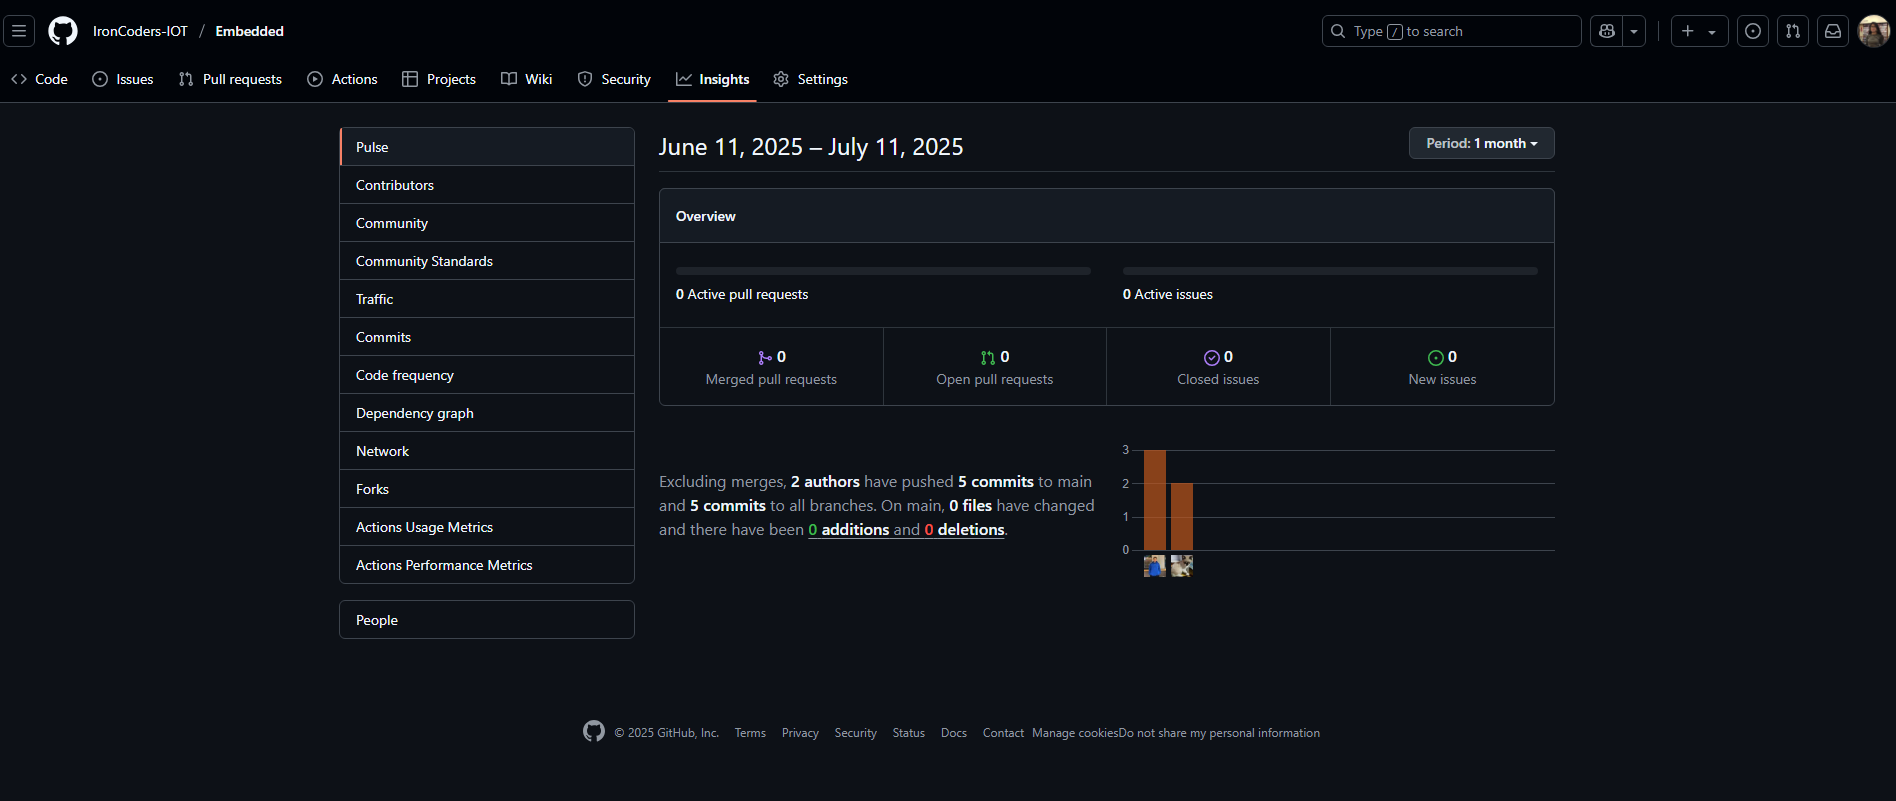 IronCoders-IOT / Embedded
Type / to search
Code Issues Pull requests Actions Projects Wiki Security Insights Settings
Pulse
Contributors
Community
Community Standards
Traffic
Commits
Code frequency
Dependency graph
Network
Forks
Actions Usage Metrics
Actions Performance Metrics
People
June 11, 2025 – July 11, 2025
Period: 1 month
Overview
0 Active pull requests
0 Active issues
0
Merged pull requests
0
Open pull requests
0
Closed issues
0
New issues
Excluding merges, 2 authors have pushed 5 commits to main
and 5 commits to all branches. On main, 0 files have changed
and there have been 0 additions and 0 deletions.
3
2
1
0
© 2025 GitHub, Inc. Terms Privacy Security Status Docs Contact Manage cookies Do not share my personal information